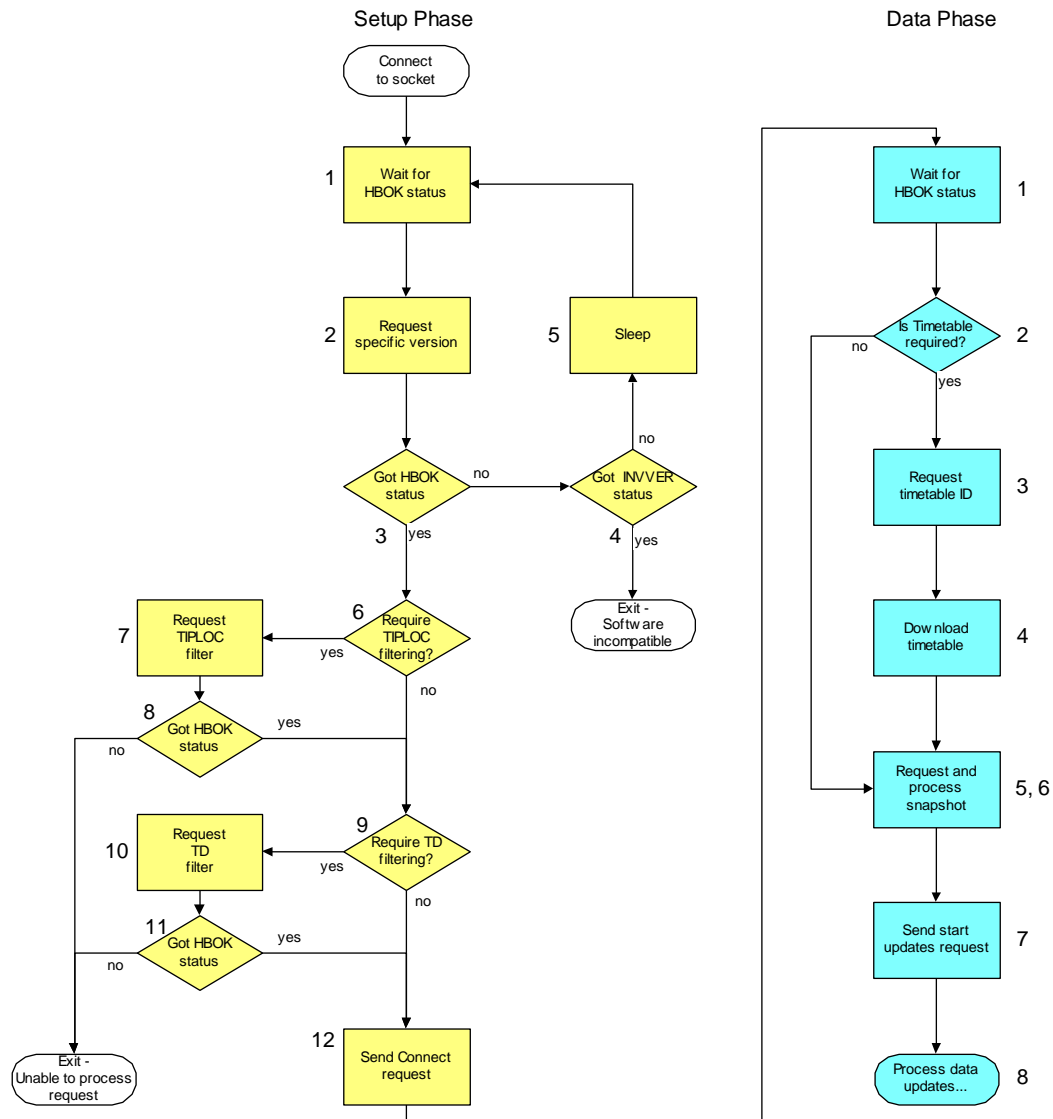 Setup Phase
Data Phase
Connect
to socket
1
Wait for
HBOK status
2
Request
specific version
5
Sleep
Got HBOK
status
no
3
yes
no
Got INVVER
status
4
yes
Exit -
Software
incompatible
6
Require
TIPLOC
filtering?
yes
no
7
Request
TIPLOC
filter
8
Got HBOK
status
yes
no
9
Require TD
filtering?
yes
no
10
Request
TD
filter
11
Got HBOK
status
yes
no
Exit -
Unable to process
request
12
Send Connect
request
Wait for
HBOK status
1
Is Timetable
required?
2
no
yes
Request
timetable ID
3
Download
timetable
4
Request and
process
snapshot
5, 6
Send start
updates request
7
Process data
updates...
8